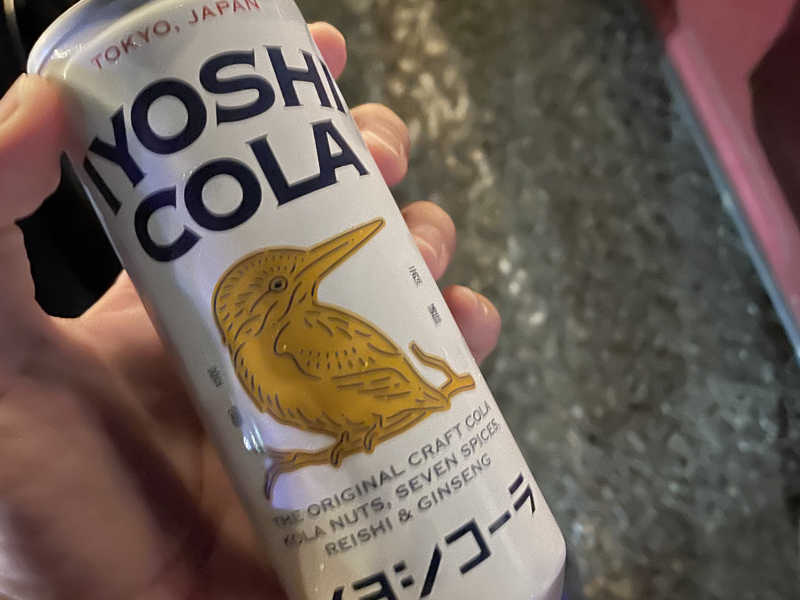 TOKYO, JAPAN
IYOSHI
COLA
THE ORIGINAL CRAFT COLA
KOLA NUTS, SEVEN SPICES,
REISHI & GINSENG
イヨシコーラ